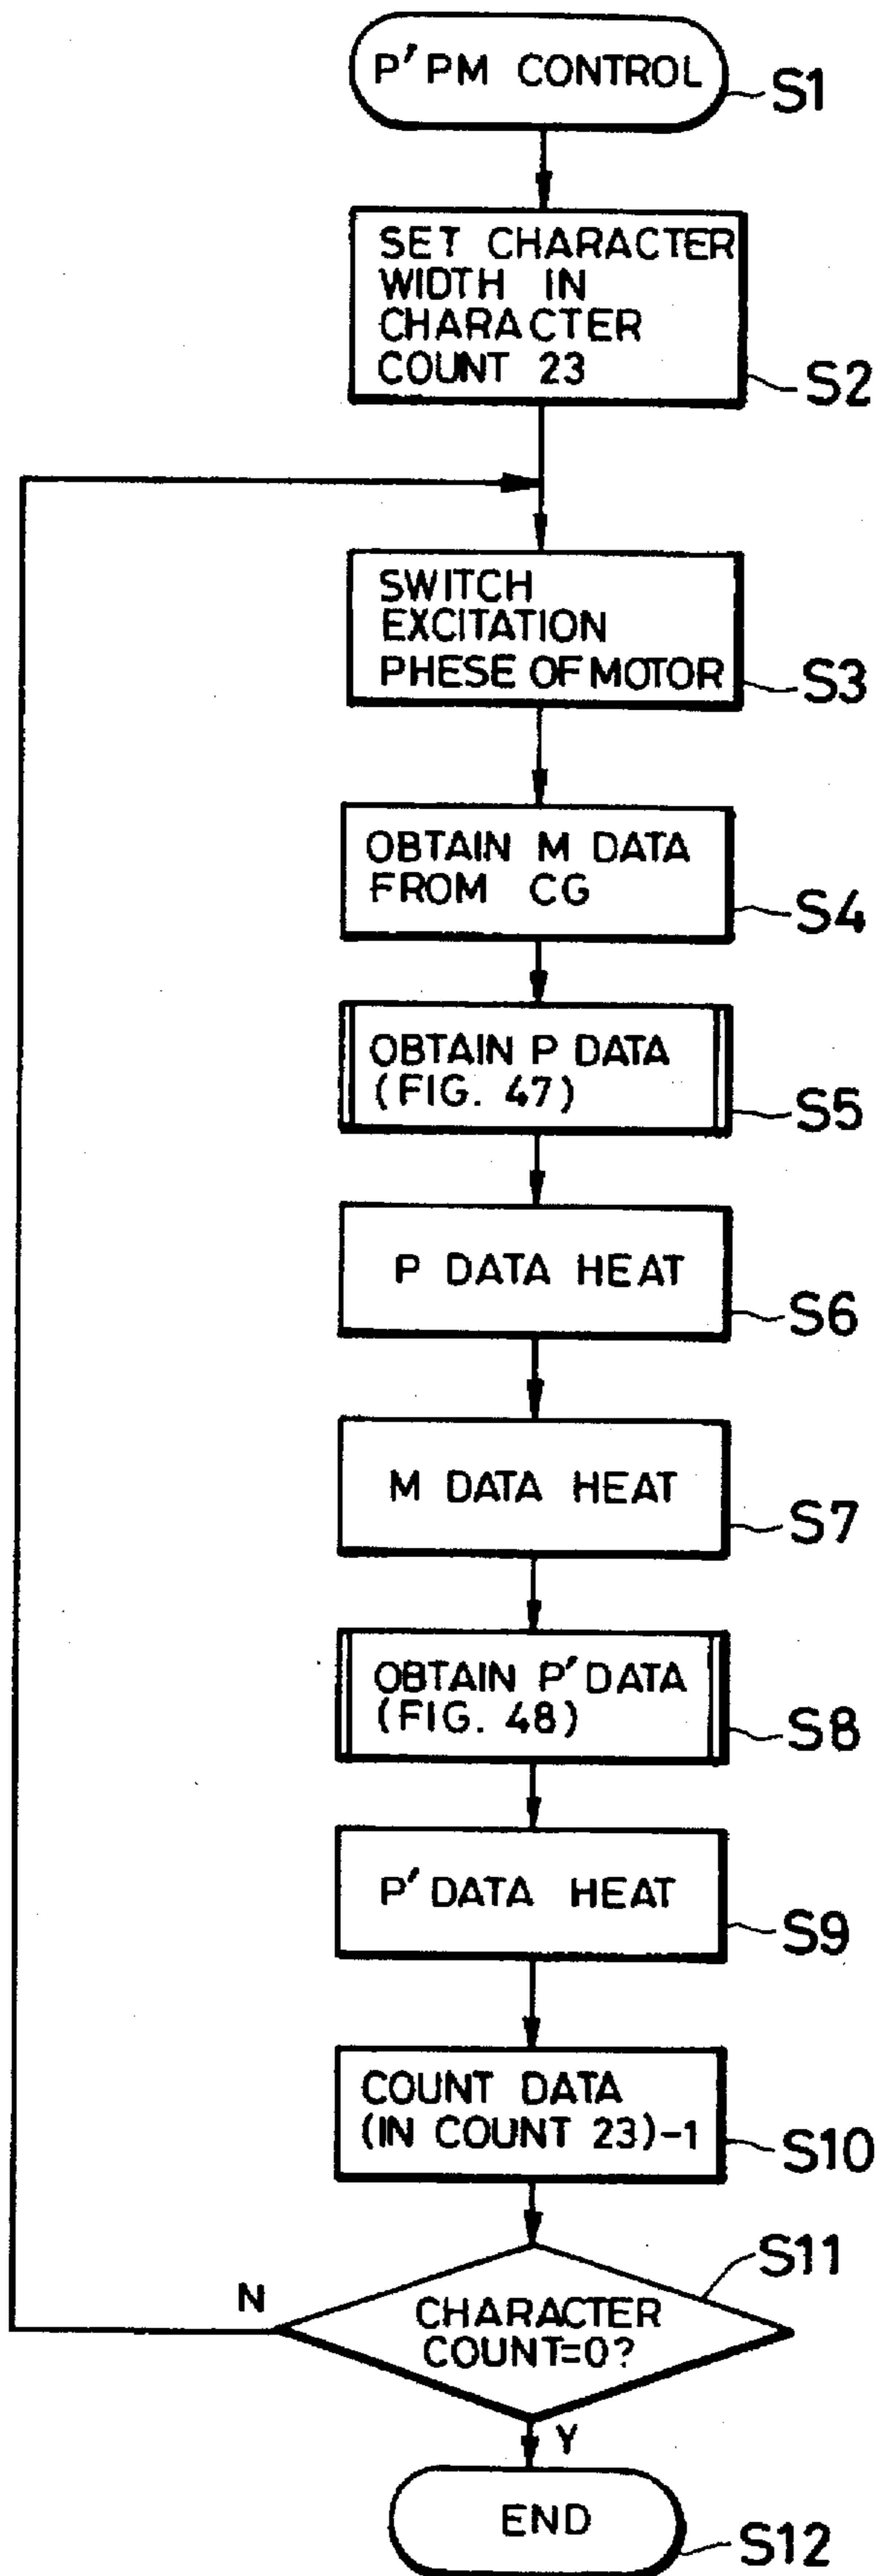 P' PM CONTROL
S1
SET CHARACTER
WIDTH IN
CHARACTER
COUNT 23
S2
SWITCH
EXCITATION
PHESE OF MOTOR
S3
OBTAIN M DATA
FROM CG
S4
OBTAIN P DATA
(FIG. 47)
S5
P DATA HEAT
S6
M DATA HEAT
S7
OBTAIN P' DATA
(FIG. 48)
S8
P' DATA HEAT
S9
COUNT DATA
(IN COUNT 23)-1
S10
S11
N
CHARACTER
COUNT=0?
Y
END
S12